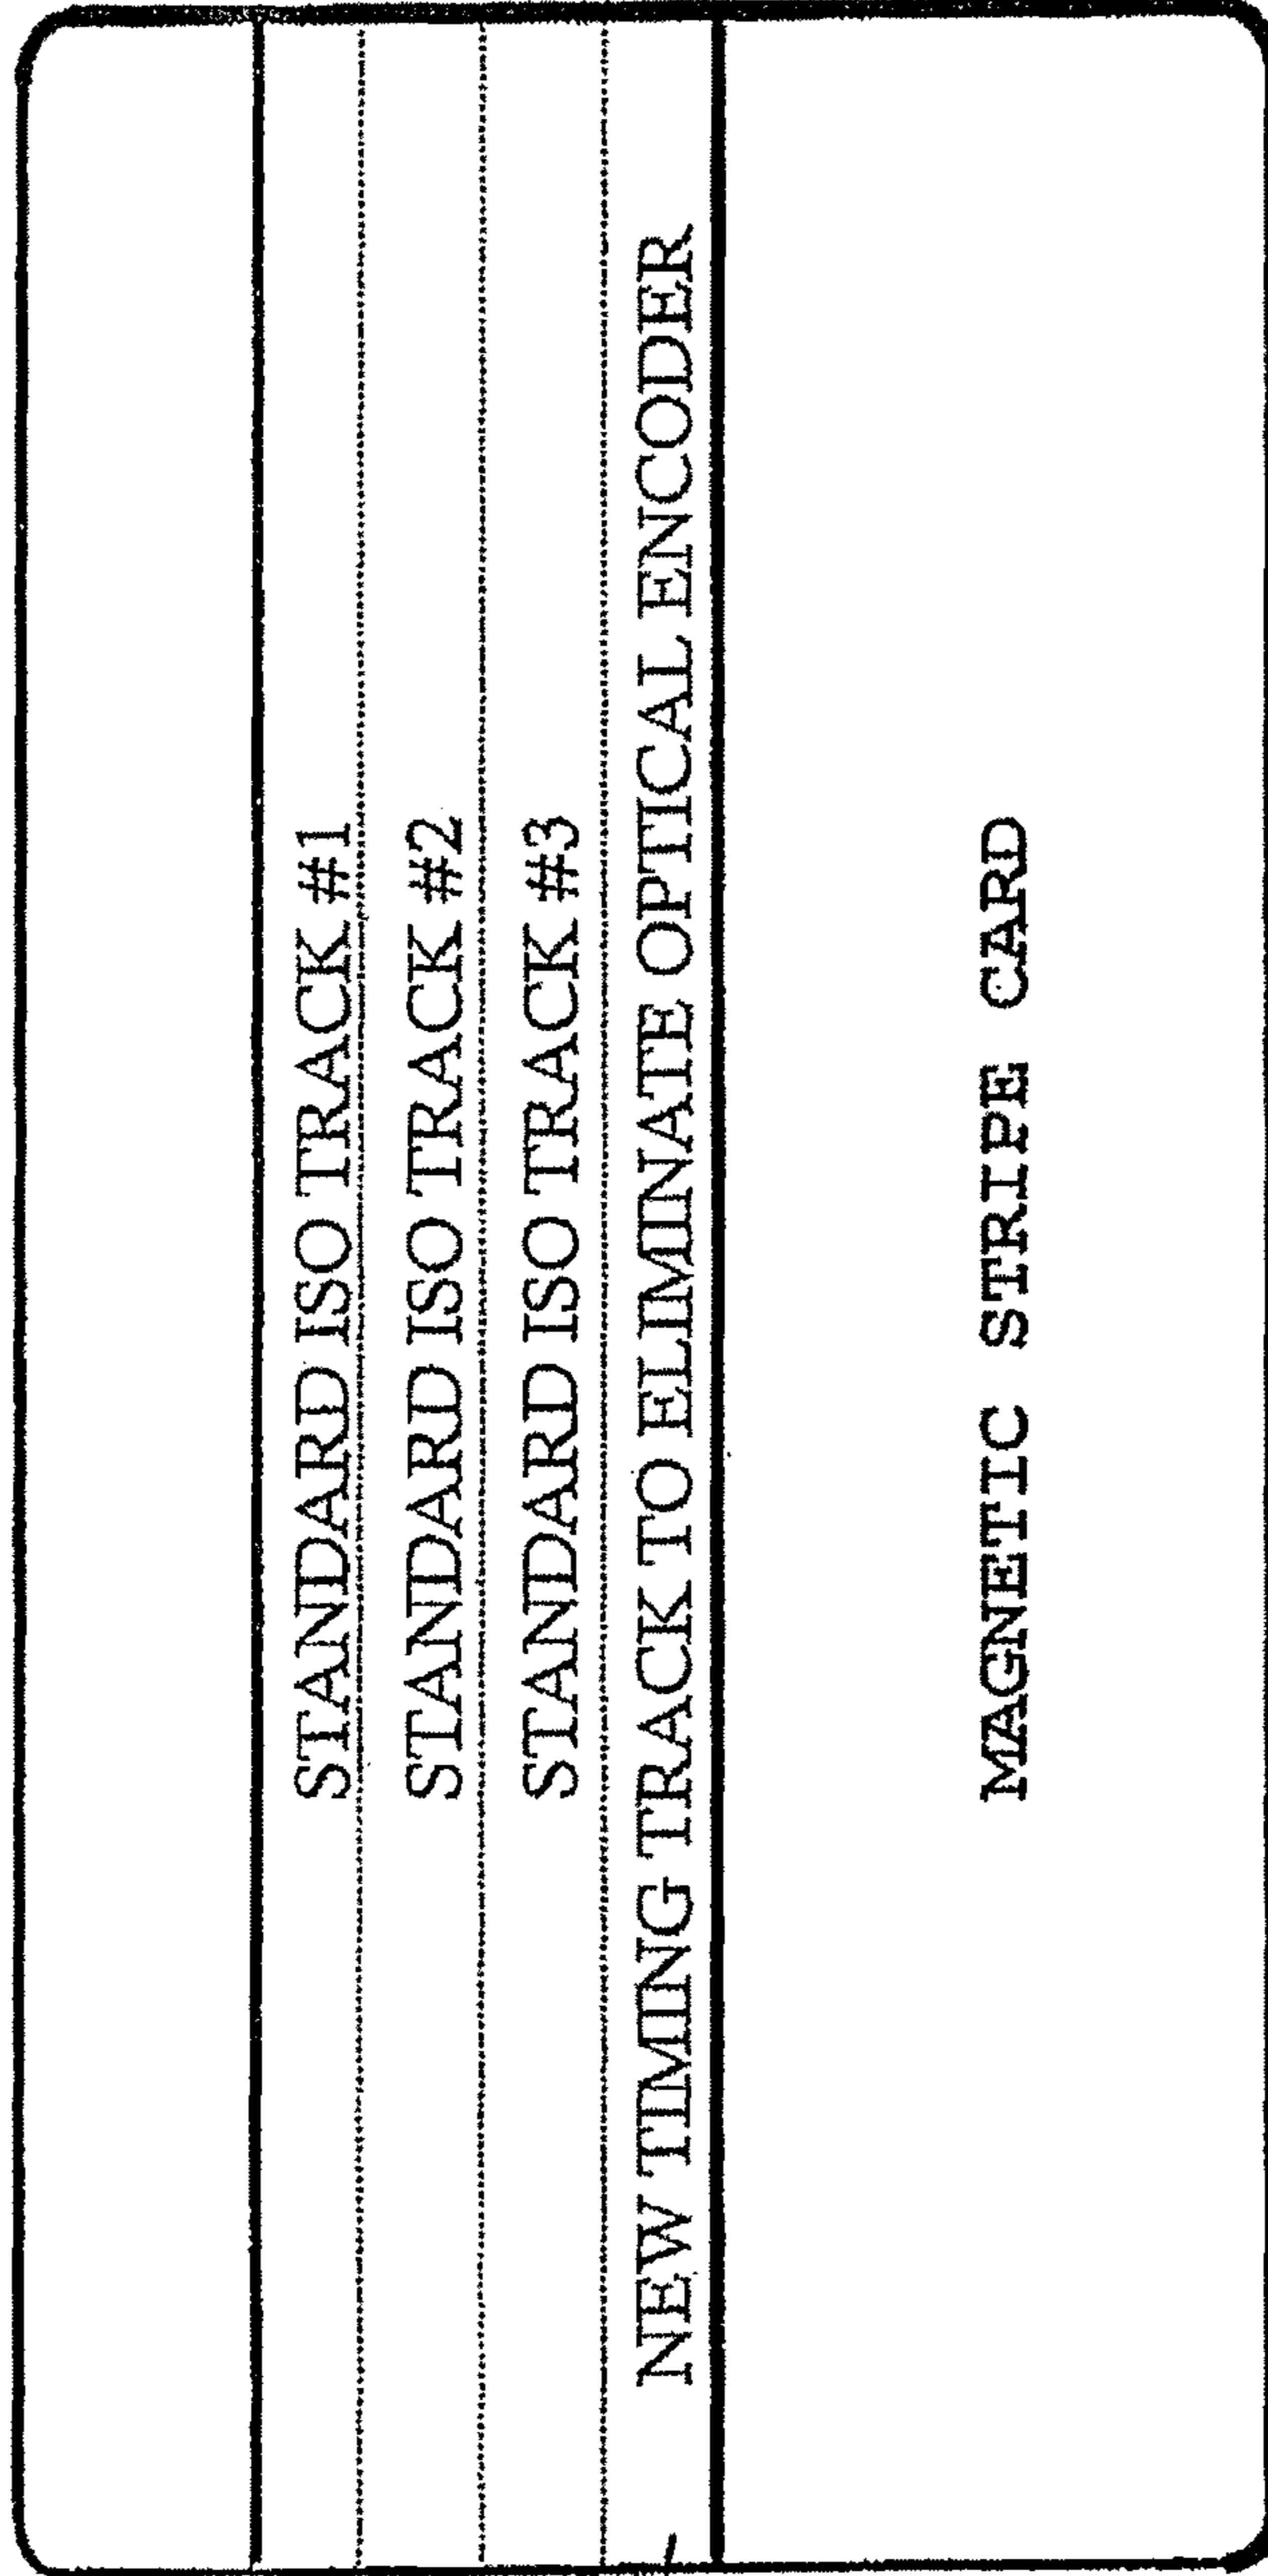 STANDARD ISO TRACK #1
STANDARD ISO TRACK #2
STANDARD ISO TRACK #3
NEW TIMING TRACK TO ELIMINATE OPTICAL ENCODER
MAGNETIC STRIPE CARD